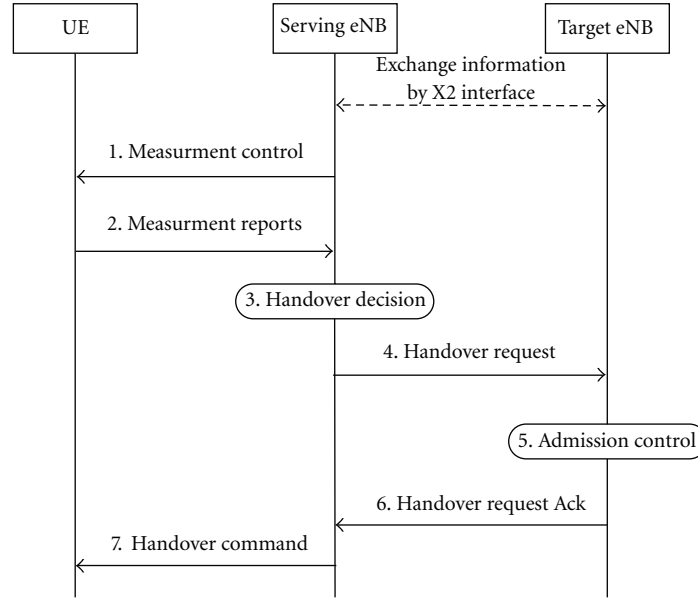 UE
Serving eNB
Target eNB
Exchange information
by X2 interface
1. Measurment control
2. Measurment reports
3. Handover decision
4. Handover request
5. Admission control
6. Handover request Ack
7. Handover command